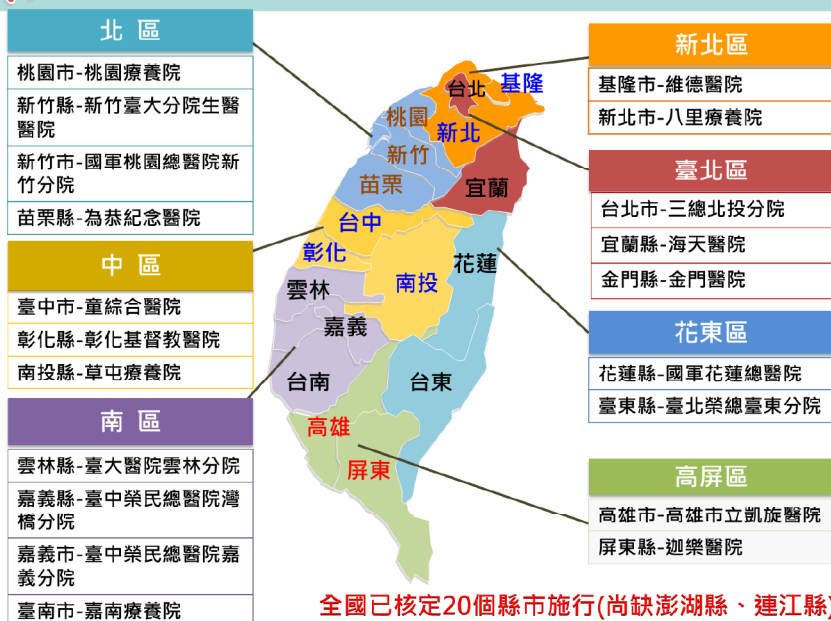 北 區
桃園市-桃園療養院
新竹縣-新竹臺大分院生醫
醫院
新竹市-國軍桃園總醫院新
竹分院
苗栗縣-為恭紀念醫院
中 區
臺中市-童綜合醫院
彰化縣-彰化基督教醫院
南投縣-草屯療養院
南 區
雲林縣-臺大醫院雲林分院
嘉義縣-臺中榮民總醫院灣
橋分院
嘉義市-臺中榮民總醫院嘉
義分院
臺南市-嘉南療養院
台北
基隆
桃園
新北
新竹
苗栗
宜蘭
台中
彰化
花蓮
南投
雲林
嘉義
台南
台東
高雄
屏東
新北區
基隆市-維德醫院
新北市-八里療養院
臺北區
台北市-三總北投分院
宜蘭縣-海天醫院
金門縣-金門醫院
花東區
花蓮縣-國軍花蓮總醫院
臺東縣-臺北榮總臺東分院
高屏區
高雄市-高雄市立凱旋醫院
屏東縣-迦樂醫院
全國已核定20個縣市施行(尚缺澎湖縣、連江縣)